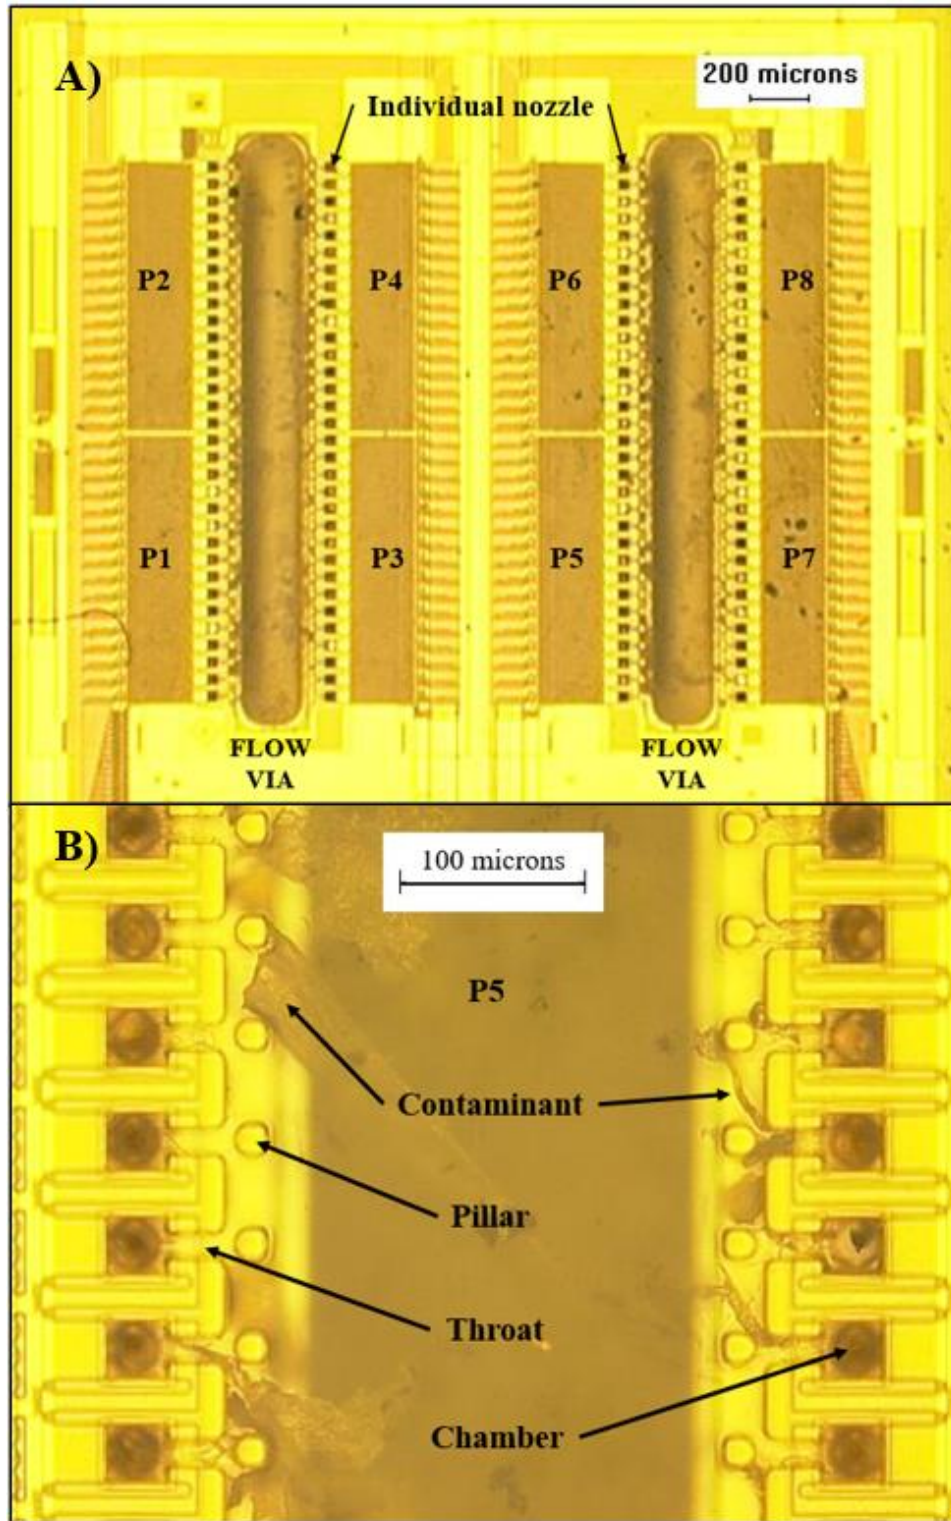 A)
200 microns
Individual nozzle
P2
P4
P6
P8
P1
P3
P5
P7
FLOW
VIA
FLOW
VIA
B)
100 microns
P5
Contaminant
Pillar
Throat
Chamber